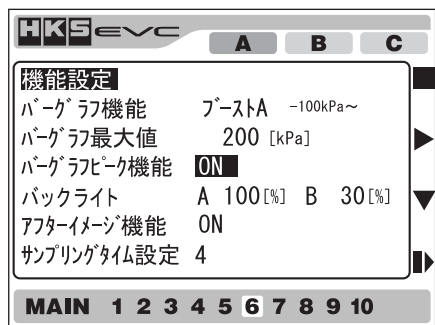 HKS EVC
A B C
機能設定
バーグラフ機能 ブーストA -100kPa～
バーグラフ最大値 200 [kPa]
バーグラフピーク機能 ON
バックライト A 100[%] B 30[%]
アフターイメージ機能 ON
サンプリングタイム設定 4
MAIN 1 2 3 4 5 6 7 8 9 10